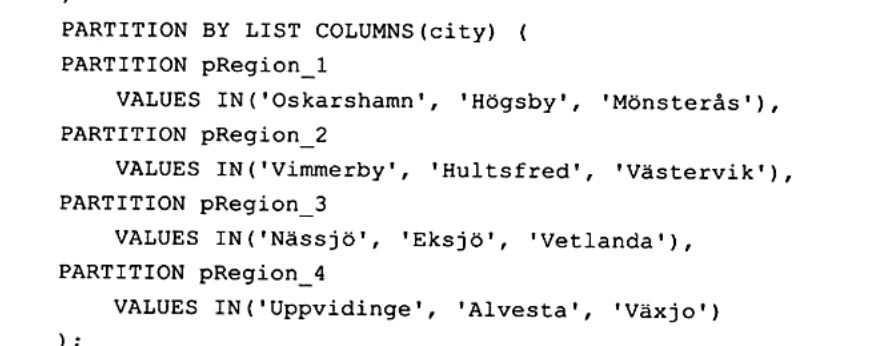 PARTITION BY LIST COLUMNS(city) (
PARTITION pRegion_1
VALUES IN('Oskarshamn', 'Högsby', 'Mönsterås'),
PARTITION pRegion_2
VALUES IN('Vimmerby', 'Hultsfred', 'Västervik'),
PARTITION pRegion_3
VALUES IN('Nässjö', 'Eksjö', 'Vetlanda'),
PARTITION pRegion_4
VALUES IN('Uppvidinge', 'Alvesta', 'Växjo')
);